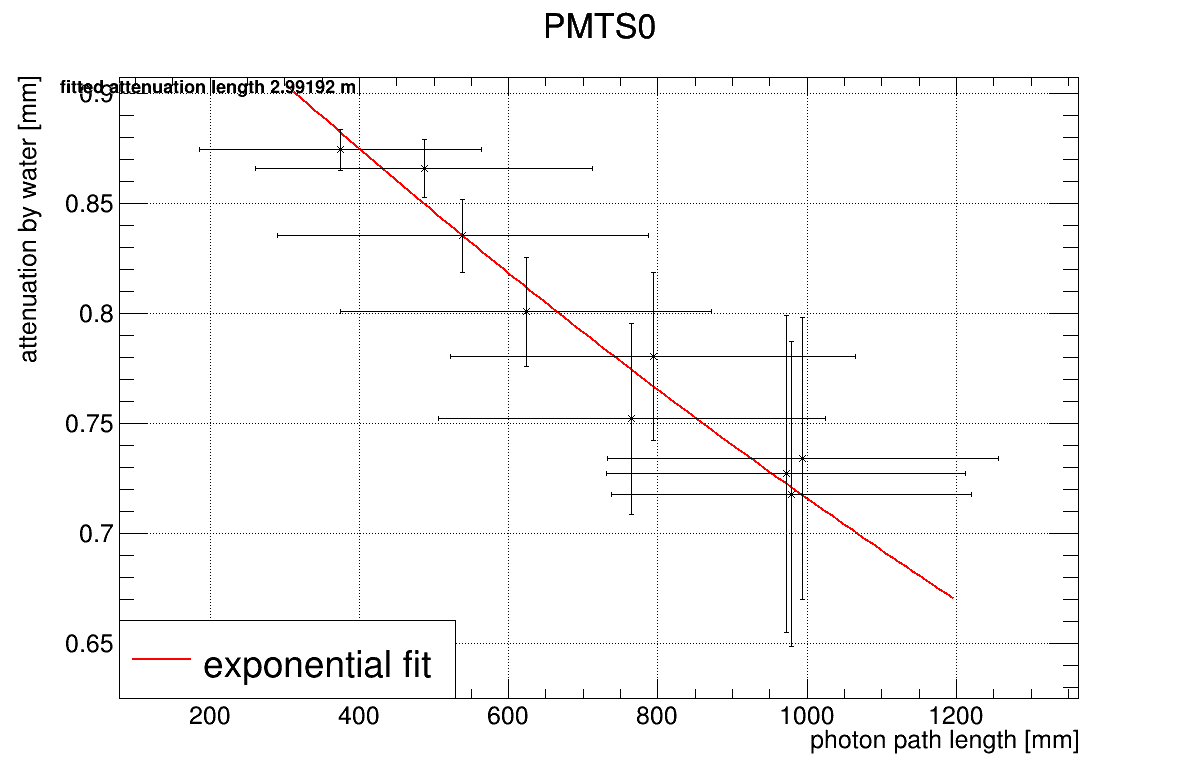 PMTS0
fitted attenuation length 2.99192 m
attenuation by water [mm]
0.9
0.85
0.8
0.75
0.7
0.65
exponential fit
200 400 600 800 1000 1200
photon path length [mm]